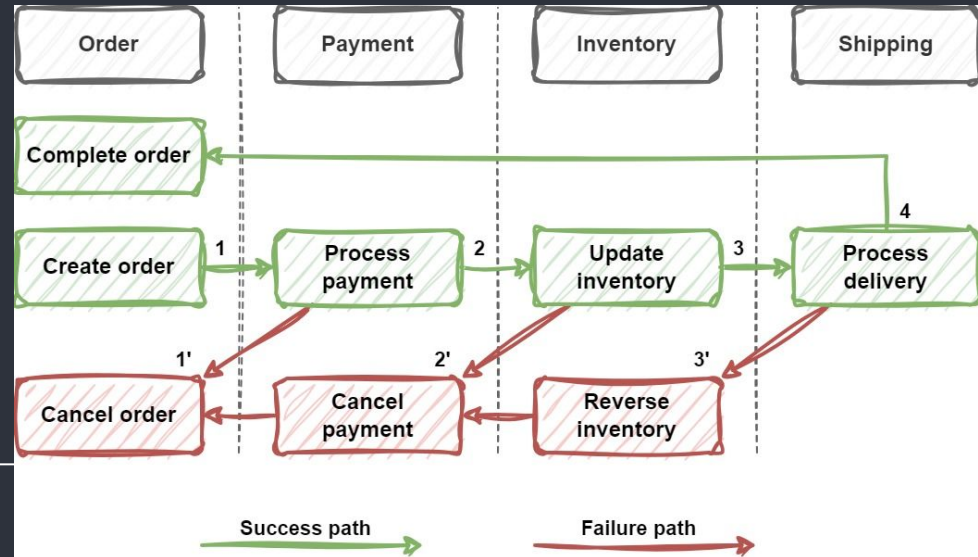 Order
Payment
Inventory
Shipping
Complete order
4
Create order
1
Process
payment
2
Update
inventory
3
Process
delivery
1'
2'
3'
Cancel order
Cancel
payment
Reverse
inventory
Success path
Failure path